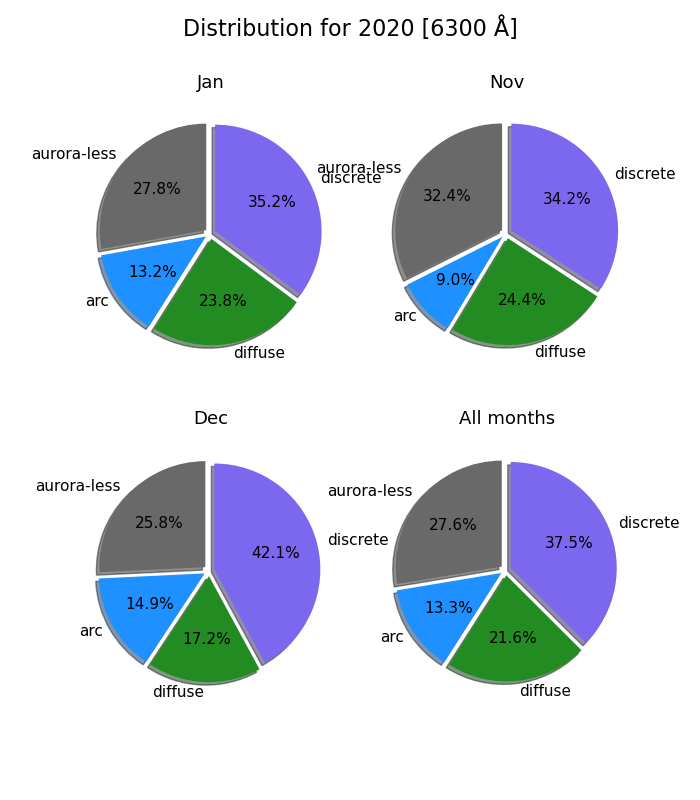 Distribution for 2020 [6300 Å]
Jan
aurora-less
27.8%
35.2%
discrete
13.2%
arc
23.8%
diffuse
Nov
aurora-less
32.4%
34.2%
discrete
9.0%
arc
24.4%
diffuse
Dec
aurora-less
25.8%
42.1%
discrete
14.9%
arc
17.2%
diffuse
All months
aurora-less
27.6%
37.5%
discrete
13.3%
arc
21.6%
diffuse